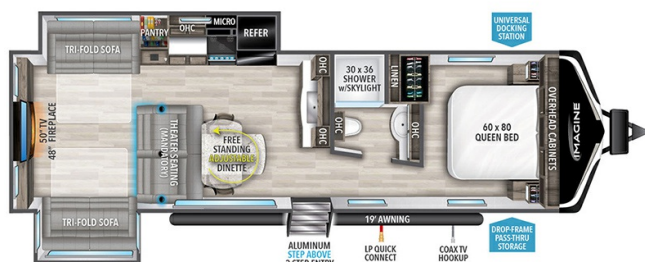 UNIVERSAL
DOCKING
STATION
TRI-FOLD SOFA
PANTRY
OHC
MICRO
REFER
50" TV
48" FIREPLACE
THEATER SEATING
(MANDATORY)
FREE
STANDING
ADJUSTABLE
DINETTE
OHC
30 x 36
SHOWER
w/SKYLIGHT
LINEN
OHC
OHC
60 x 80
QUEEN BED
OVERHEAD CABINETS
IMAGINE
TRI-FOLD SOFA
19' AWNING
ALUMINUM
STEP ABOVE
LP QUICK
CONNECT
COAX TV
HOOKUP
DROP-FRAME
PASS-THRU
STORAGE